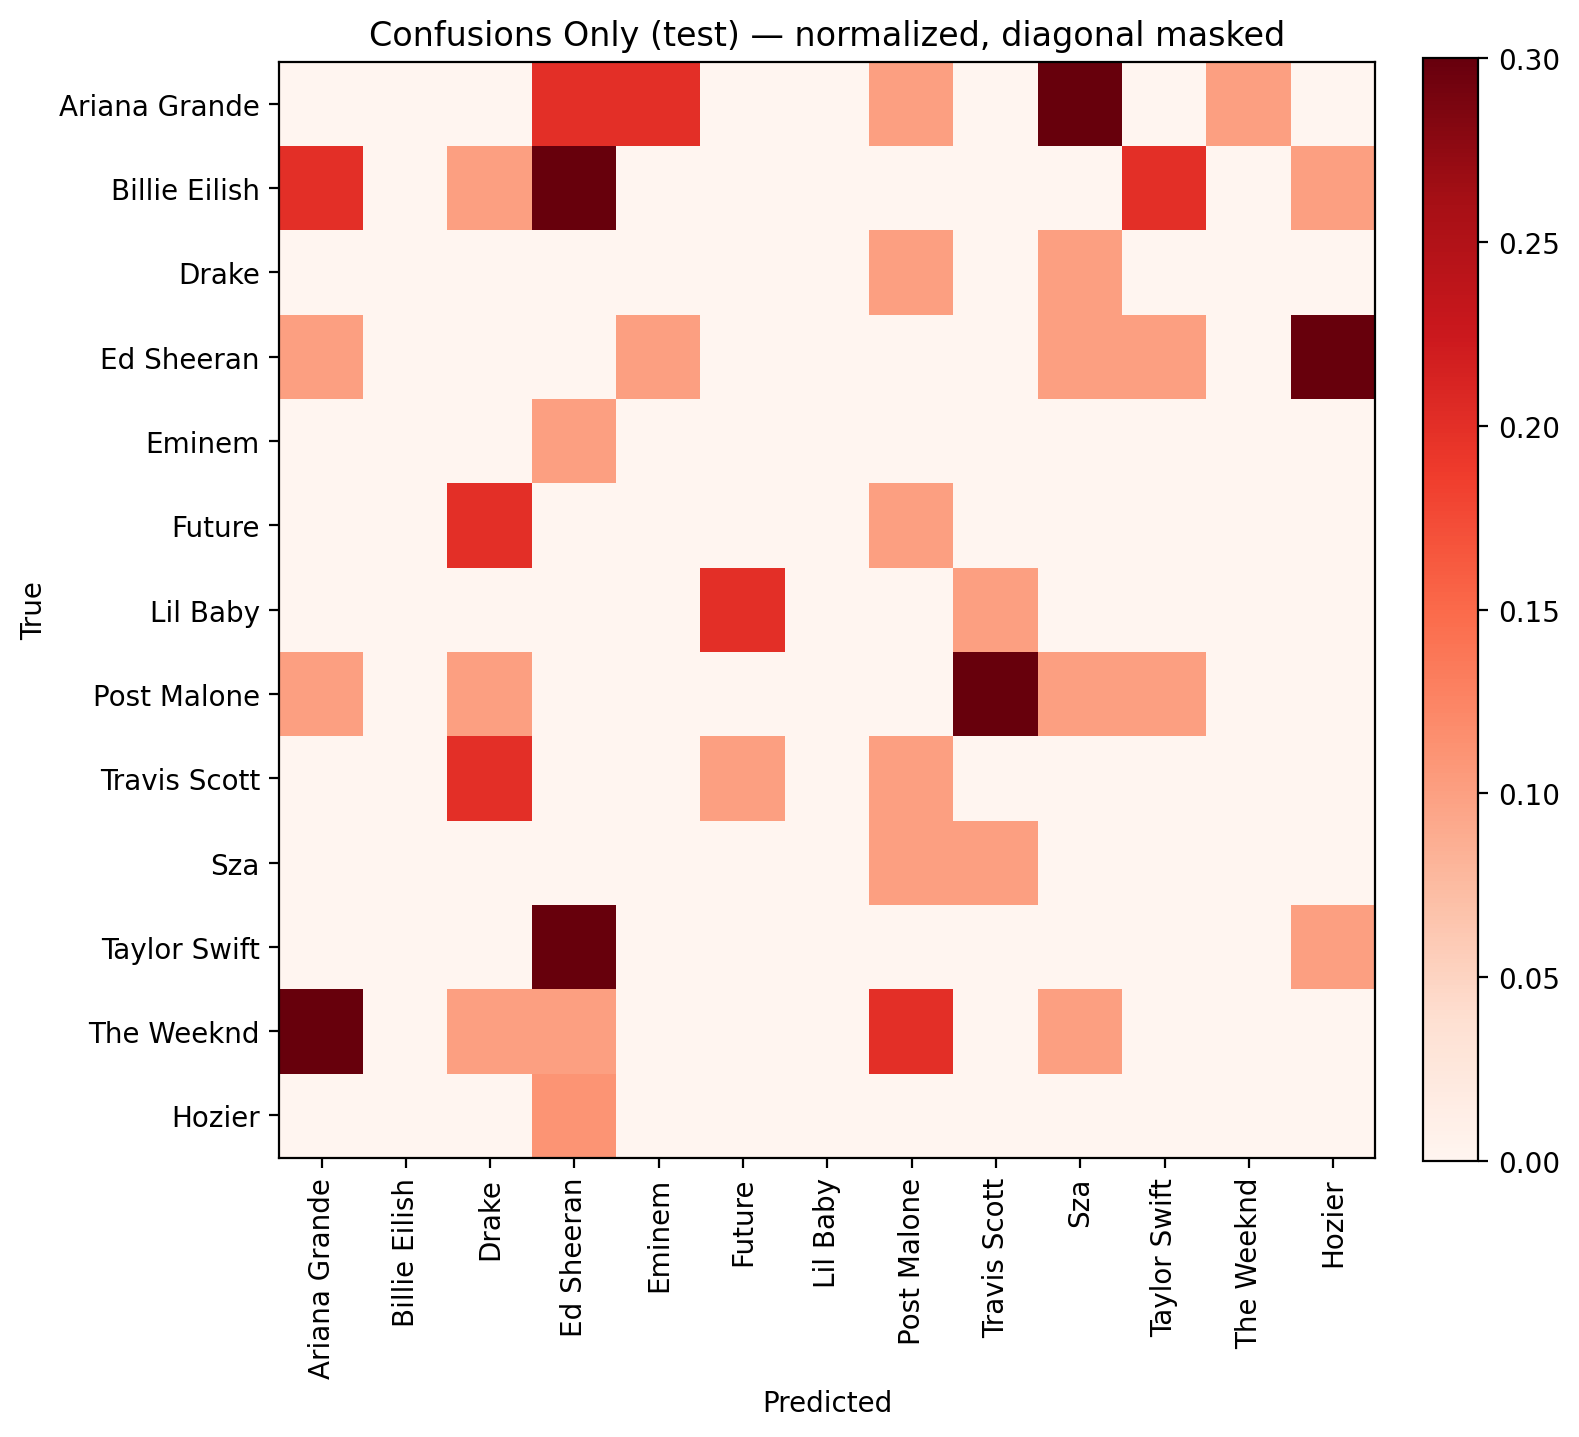 Confusions Only (test) — normalized, diagonal masked
Ariana Grande
Billie Eilish
Drake
Ed Sheeran
Eminem
Future
Lil Baby
Post Malone
Travis Scott
Sza
Taylor Swift
The Weeknd
Hozier
True
Ariana Grande
Billie Eilish
Drake
Ed Sheeran
Eminem
Future
Lil Baby
Post Malone
Travis Scott
Sza
Taylor Swift
The Weeknd
Hozier
Predicted
0.30
0.25
0.20
0.15
0.10
0.05
0.00